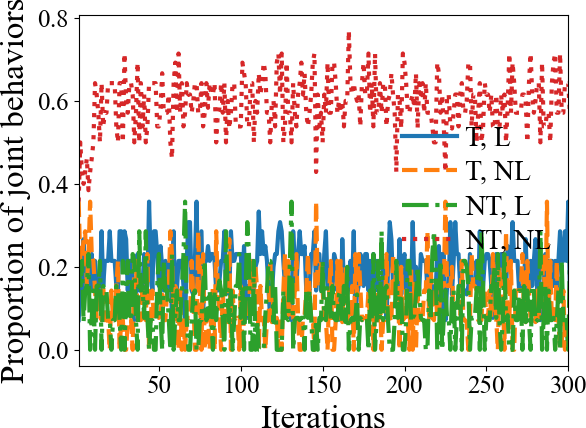 Proportion of joint behaviors
0.8
0.6
0.4
0.2
0.0
T, L
T, NL
NT, L
NT, NL
50
100
150
200
250
300
Iterations